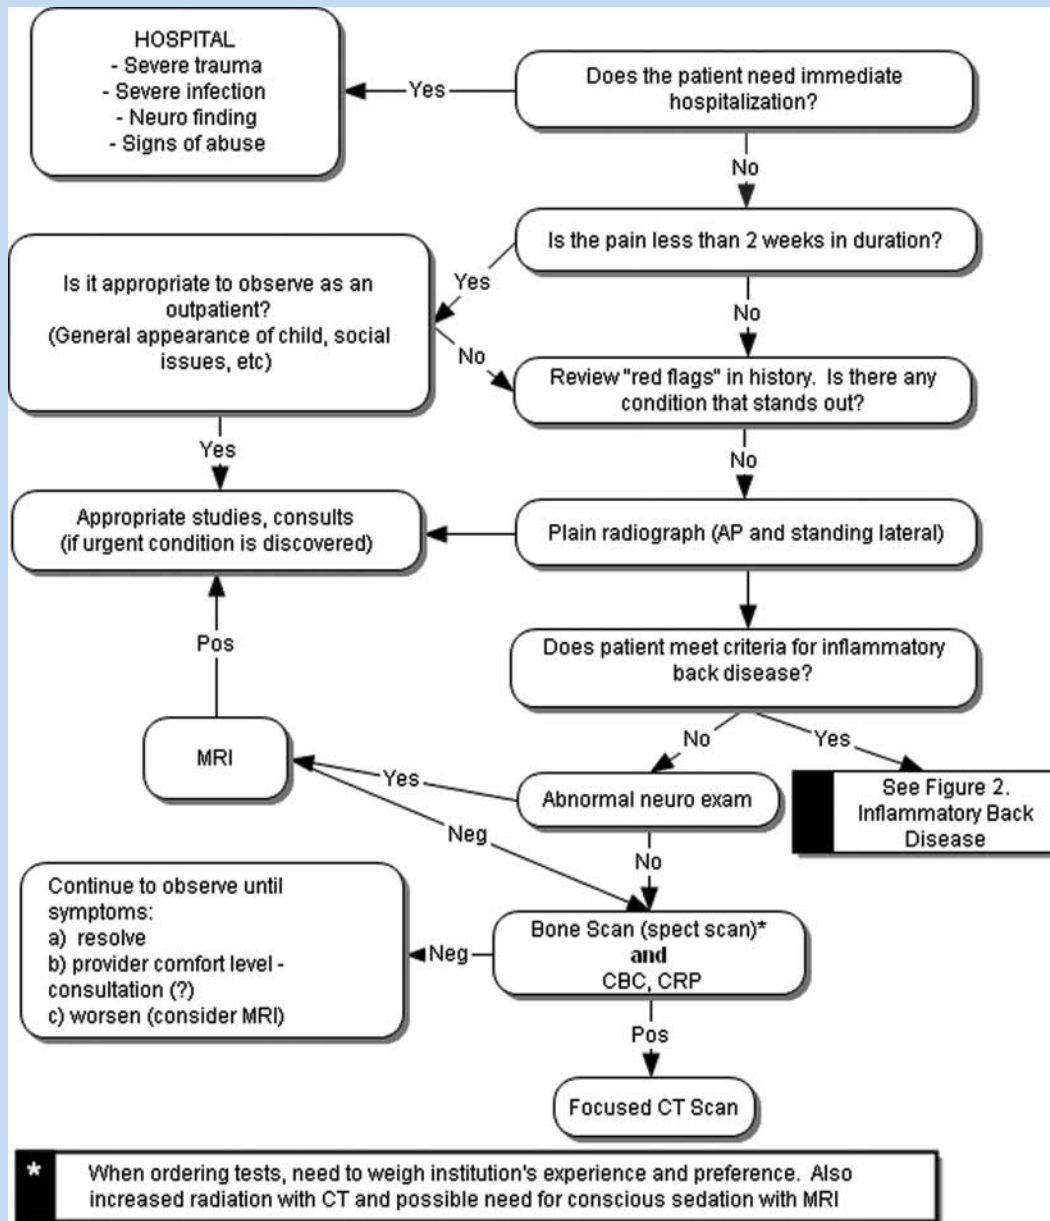 HOSPITAL
- Severe trauma
- Severe infection
- Neuro finding
- Signs of abuse
Yes
Does the patient need immediate
hospitalization?
No
Is the pain less than 2 weeks in duration?
Yes
Is it appropriate to observe as an
outpatient?
(General appearance of child, social
issues, etc)
No
No
Review "red flags" in history. Is there any
condition that stands out?
Yes
No
Appropriate studies, consults
(if urgent condition is discovered)
Plain radiograph (AP and standing lateral)
Pos
Does patient meet criteria for inflammatory
back disease?
No
Yes
MRI
Yes
Abnormal neuro exam
See Figure 2.
Inflammatory Back
Disease
Neg
No
Continue to observe until
symptoms:
a) resolve
b) provider comfort level -
consultation (?)
c) worsen (consider MRI)
Neg
Bone Scan (spect scan)*
and
CBC, CRP
Pos
Focused CT Scan
* When ordering tests, need to weigh institution's experience and preference. Also
increased radiation with CT and possible need for conscious sedation with MRI